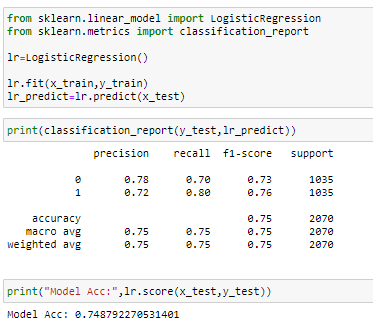 from sklearn.linear_model import LogisticRegression
from sklearn.metrics import classification_report
lr=LogisticRegression()
lr.fit(x_train,y_train)
lr_predict=lr.predict(x_test)
print(classification_report(y_test,lr_predict))
precision recall f1-score support
0 0.78 0.70 0.73 1035
1 0.72 0.80 0.76 1035
accuracy 0.75 2070
macro avg 0.75 0.75 0.75 2070
weighted avg 0.75 0.75 0.75 2070
print("Model Acc:",lr.score(x_test,y_test))
Model Acc: 0.748792270531401